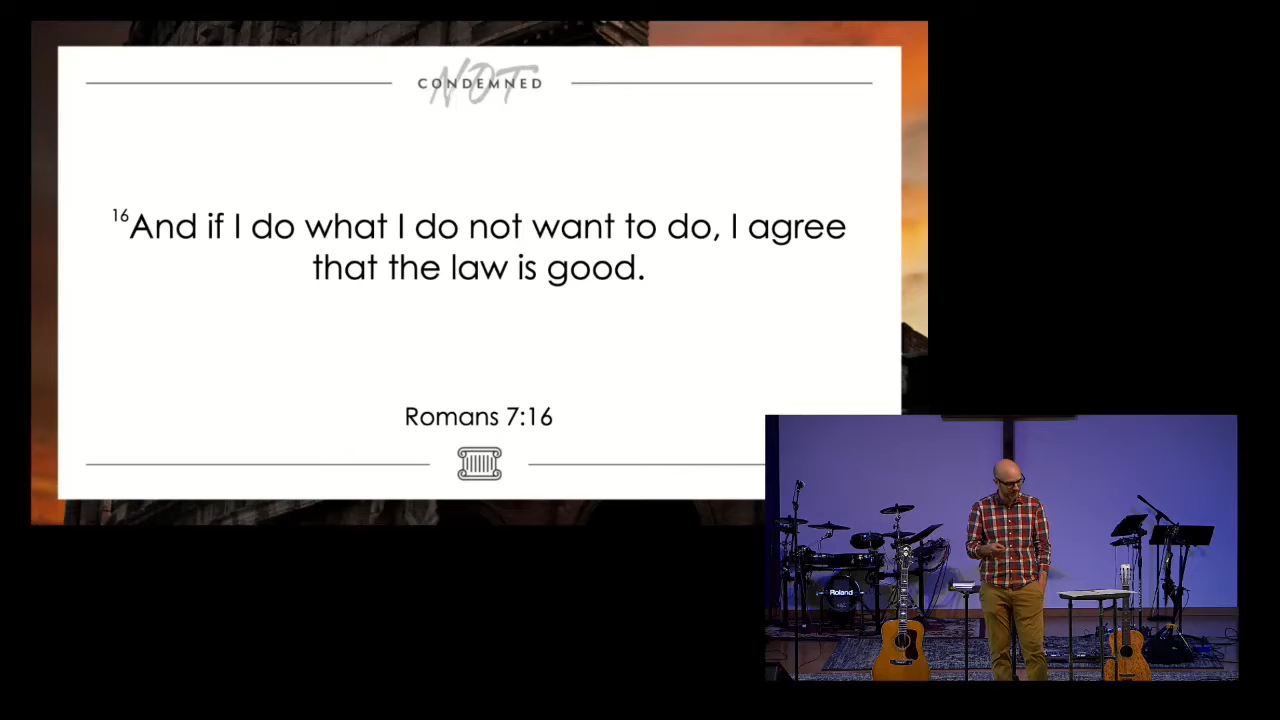 NOT
CONDEMNED
16And if I do what I do not want to do, I agree
that the law is good.
Romans 7:16
Roland